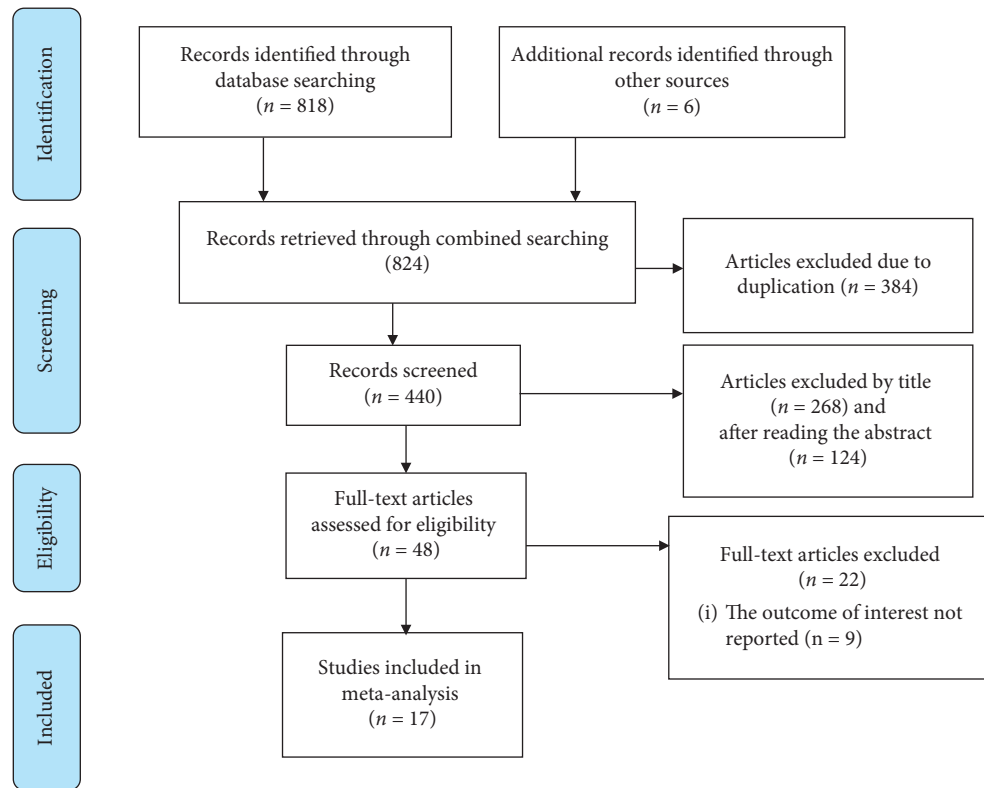 Identification
Records identified through
database searching
(n = 818)
Additional records identified through
other sources
(n = 6)
Screening
Records retrieved through combined searching
(824)
Articles excluded due to
duplication (n = 384)
Records screened
(n = 440)
Articles excluded by title
(n = 268) and
after reading the abstract
(n = 124)
Eligibility
Full-text articles
assessed for eligibility
(n = 48)
Full-text articles excluded
(n = 22)
(i) The outcome of interest not
reported (n = 9)
Included
Studies included in
meta-analysis
(n = 17)